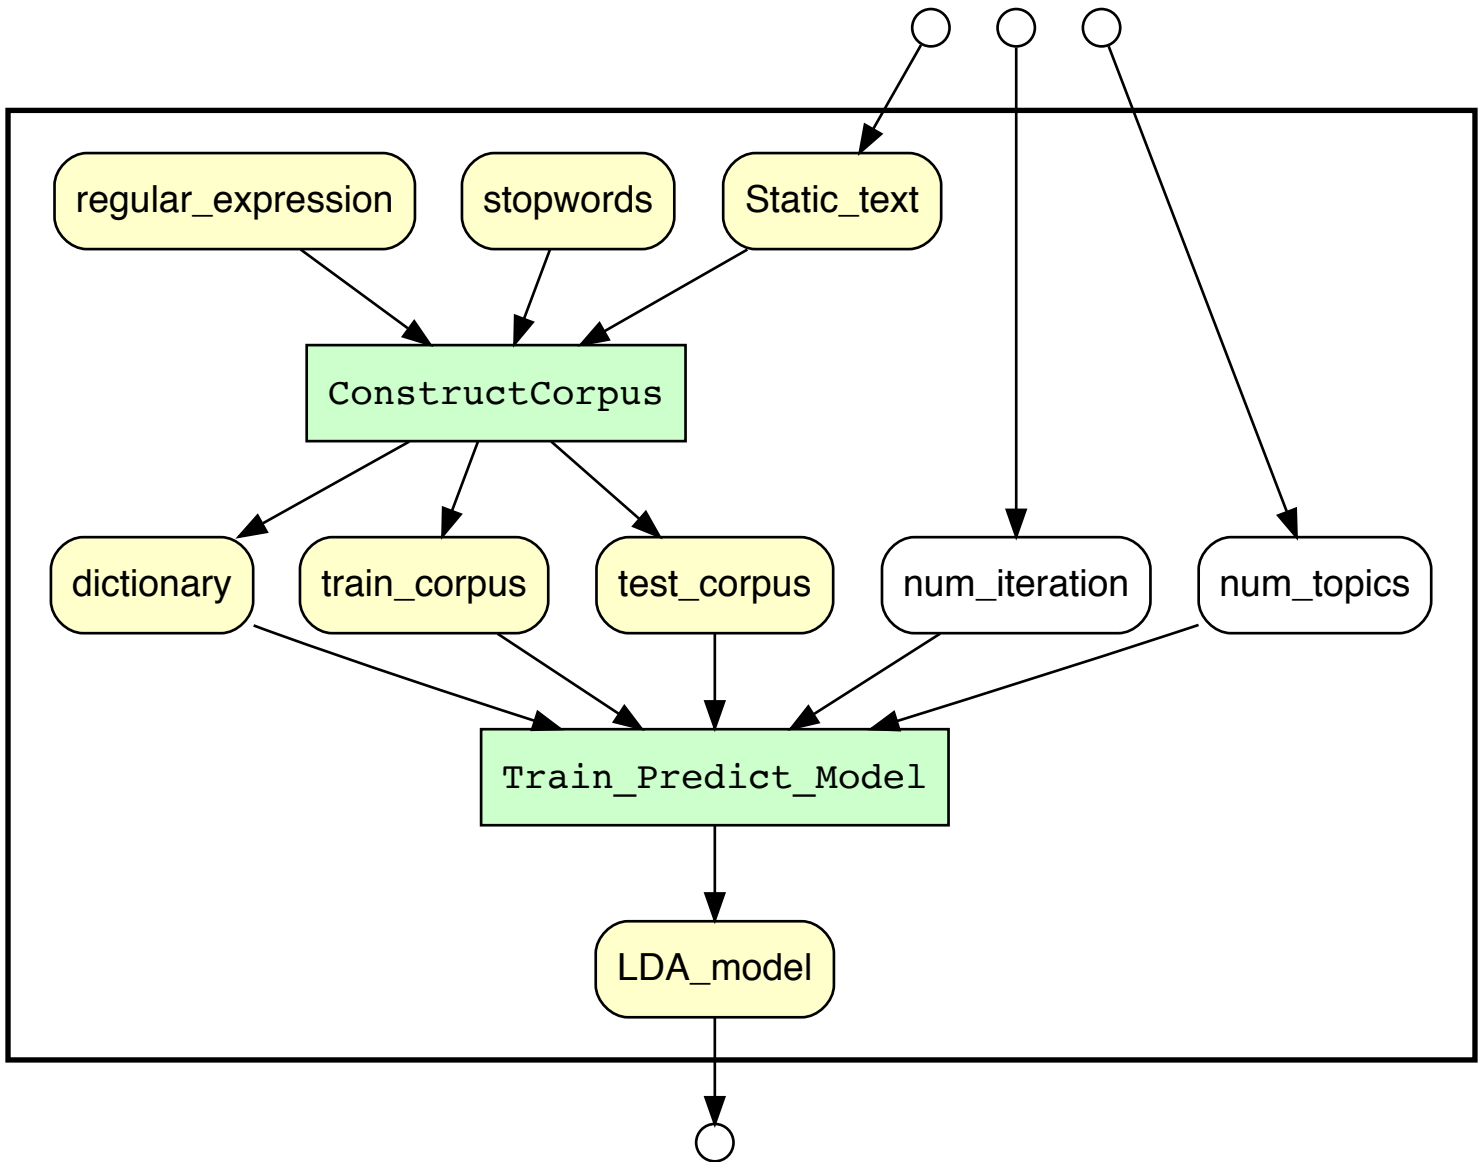 regular_expression
stopwords
Static_text
ConstructCorpus
dictionary
train_corpus
test_corpus
num_iteration
num_topics
Train_Predict_Model
LDA_model